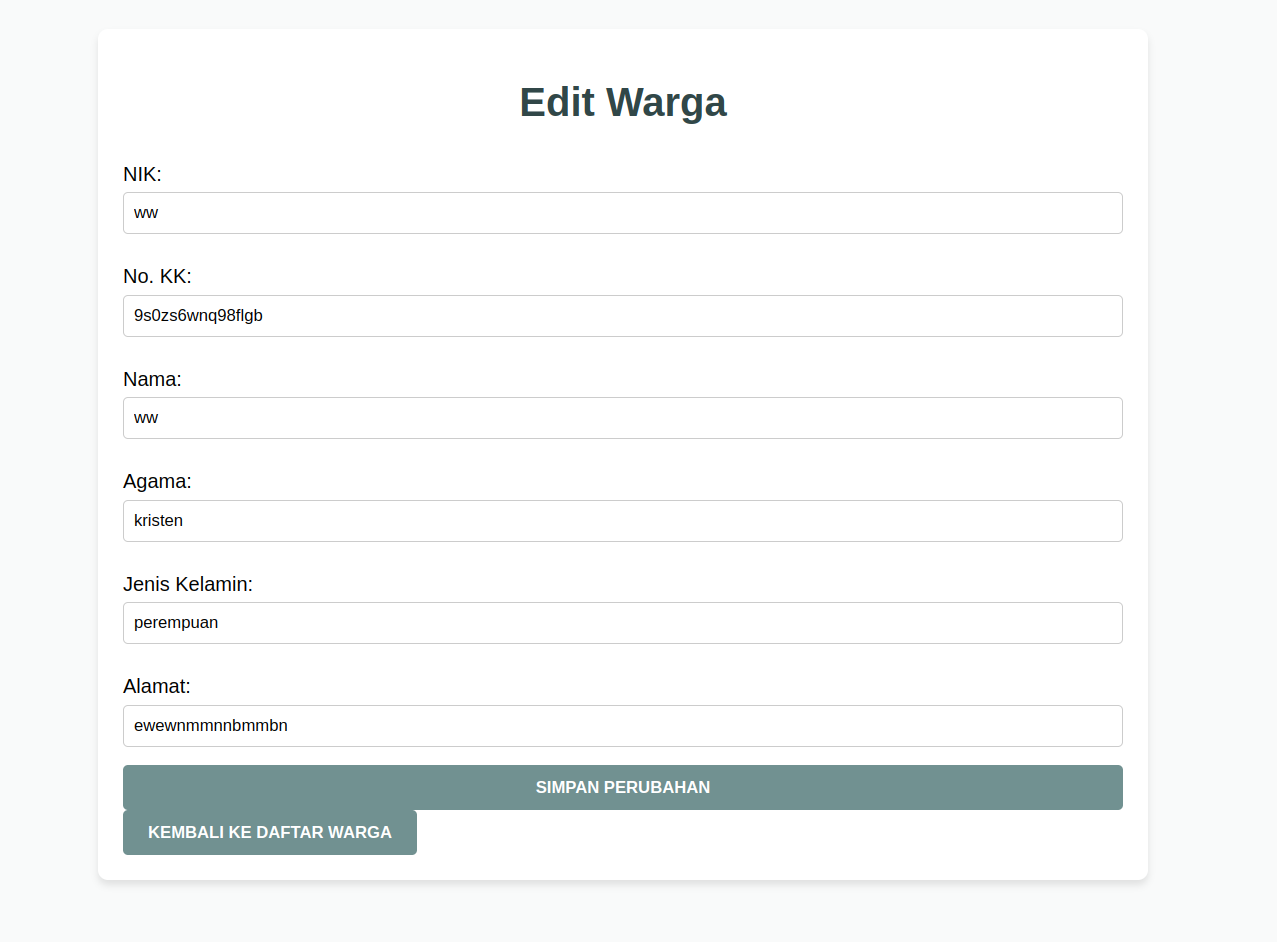 Edit Warga
NIK:
ww
No. KK:
9s0zs6wnq98flgb
Nama:
ww
Agama:
kristen
Jenis Kelamin:
perempuan
Alamat:
ewewnmmnnbmmbn
SIMPAN PERUBAHAN
KEMBALI KE DAFTAR WARGA